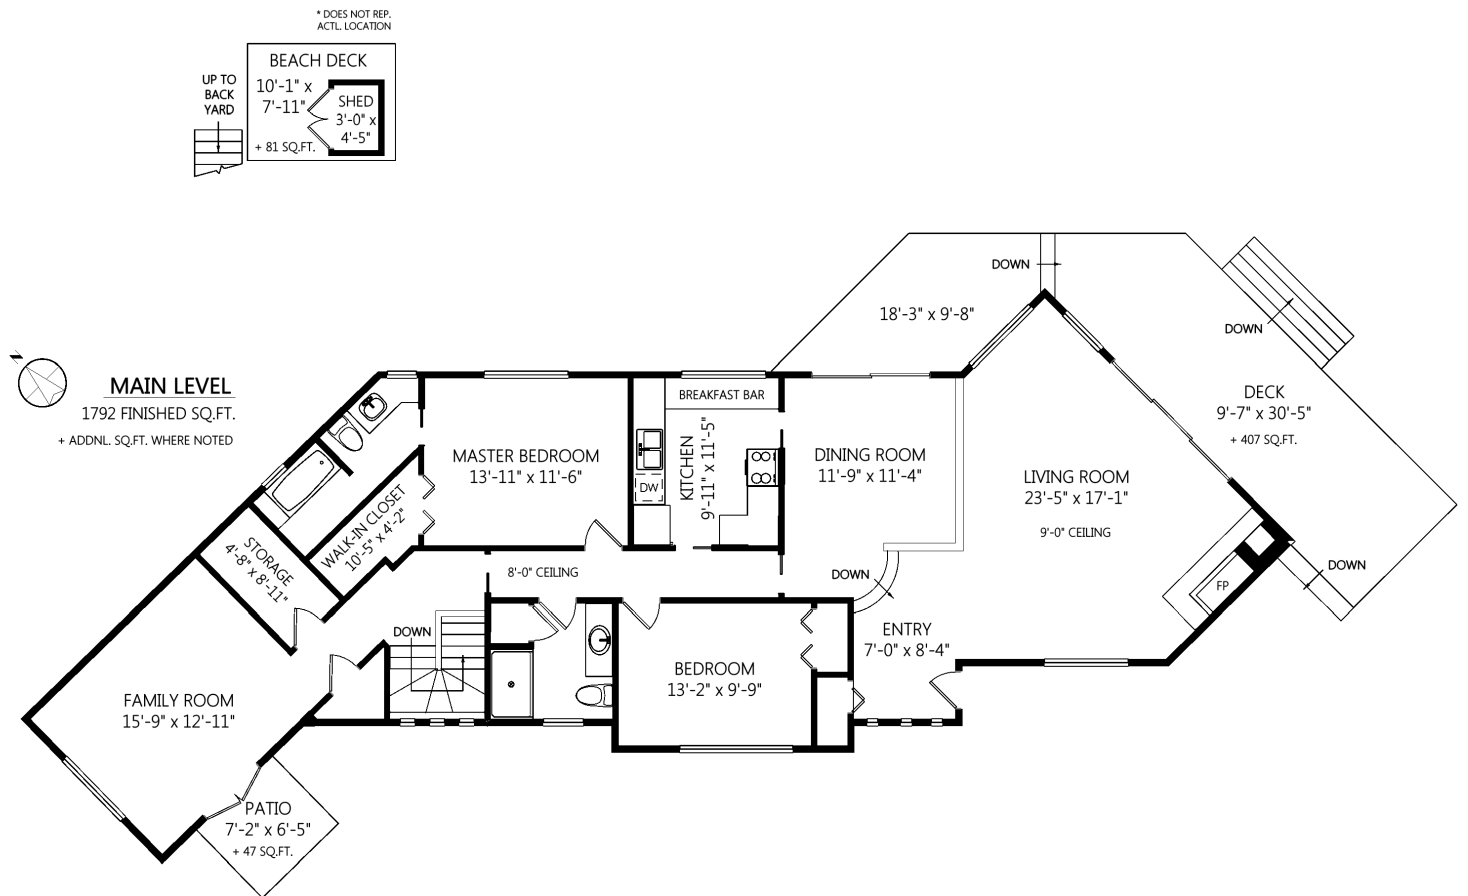 * DOES NOT REP.
ACTL. LOCATION
BEACH DECK
10'-1" x
7'-11"
SHED
3'-0" x
4'-5"
+ 81 SQ.FT.
UP TO
BACK
YARD
N
MAIN LEVEL
1792 FINISHED SQ.FT.
+ ADDNL. SQ.FT. WHERE NOTED
DOWN
18'-3" x 9'-8"
DOWN
DECK
9'-7" x 30'-5"
+ 407 SQ.FT.
BREAKFAST BAR
MASTER BEDROOM
13'-11" x 11'-6"
KITCHEN
9'-11" x 11'-5"
DW
DINING ROOM
11'-9" x 11'-4"
LIVING ROOM
23'-5" x 17'-1"
9'-0" CEILING
WALK-IN CLOSET
10'-5" x 4'-2"
STORAGE
4'-8" x 8'-11"
8'-0" CEILING
DOWN
DOWN
FP
DOWN
ENTRY
7'-0" x 8'-4"
BEDROOM
13'-2" x 9'-9"
FAMILY ROOM
15'-9" x 12'-11"
PATIO
7'-2" x 6'-5"
+ 47 SQ.FT.